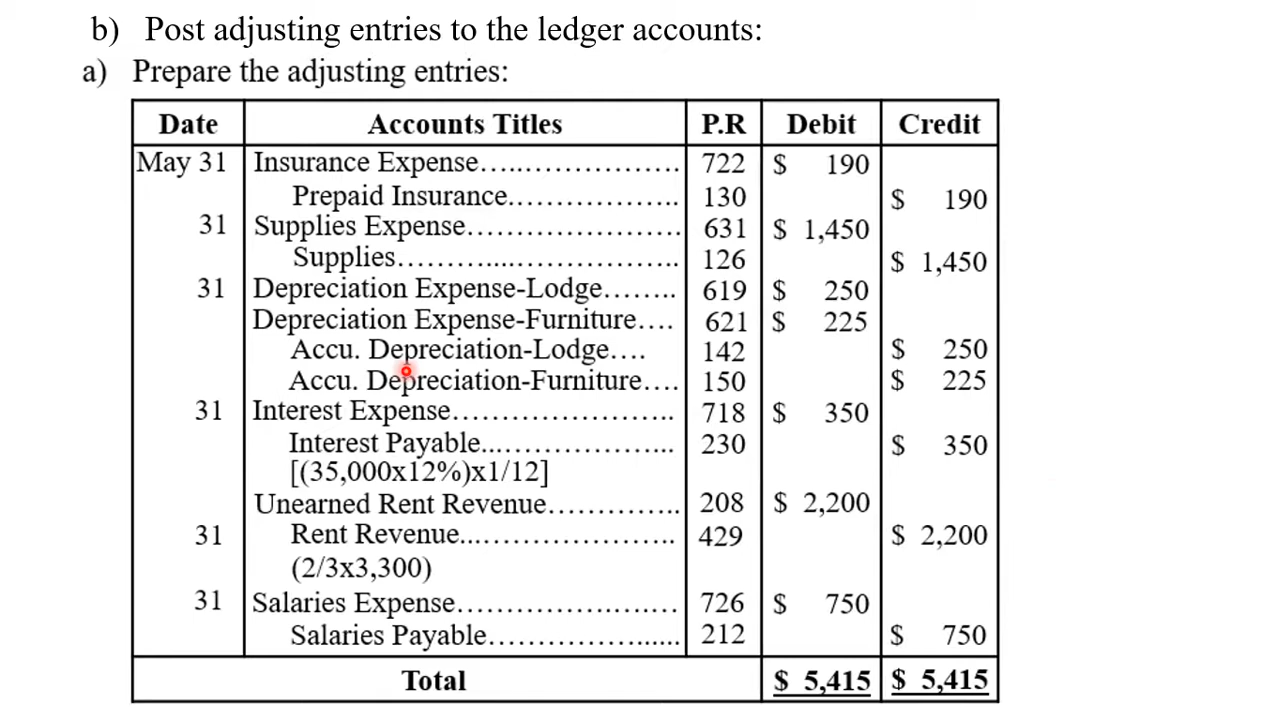 b) Post adjusting entries to the ledger accounts:
a) Prepare the adjusting entries:
Date Accounts Titles P.R Debit Credit
May 31 Insurance Expense…..………………. 722 $ 190
Prepaid Insurance……………….. 130 $ 190
31 Supplies Expense…………………... 631 $ 1,450
Supplies………....……………….. 126 $ 1,450
31 Depreciation Expense-Lodge…….. 619 $ 250
Depreciation Expense-Furniture…. 621 $ 225
Accu. Depreciation-Lodge…. 142 $ 250
Accu. Depreciation-Furniture…. 150 $ 225
31 Interest Expense…………………….. 718 $ 350
Interest Payable...………………... 230 $ 350
[(35,000x12%)x1/12]
Unearned Rent Revenue………….. 208 $ 2,200
31 Rent Revenue...………………….. 429 $ 2,200
(2/3x3,300)
31 Salaries Expense……………..….… 726 $ 750
Salaries Payable……………....... 212 $ 750
Total $ 5,415 $ 5,415